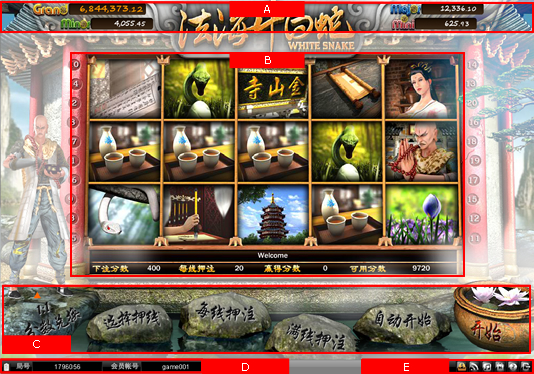 A
Grand 6,844,373.12
Major 12,336.10
Minor 4,055.45
Mini 625.93
WHITE SNAKE
B
金山寺
Welcome
下注分数 400 每线押注 20 赢得分数 0 可用分数 9720
选择押线
每线押注
满线押注
自动开始
开始
C
D
E
局号 1796056 会员帐号 game001